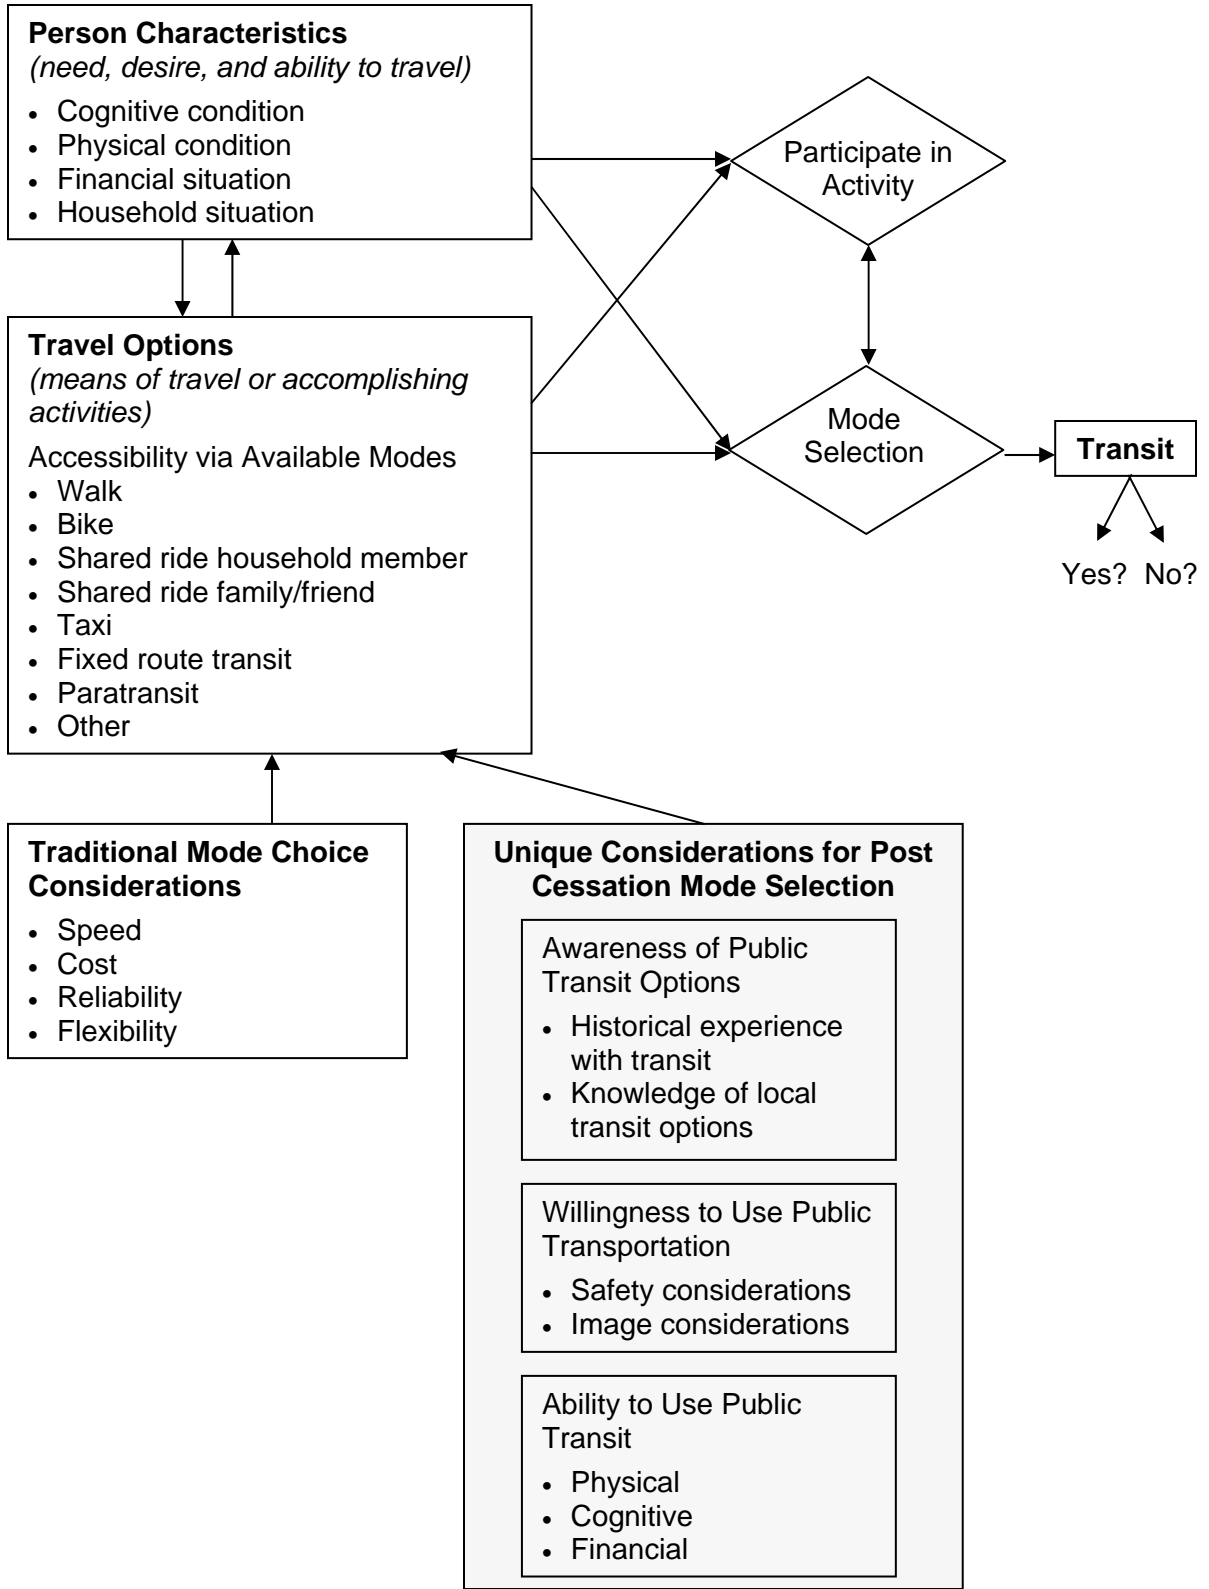 Person Characteristics
(need, desire, and ability to travel)
• Cognitive condition
• Physical condition
• Financial situation
• Household situation
Participate in
Activity
Travel Options
(means of travel or accomplishing
activities)
Accessibility via Available Modes
• Walk
• Bike
• Shared ride household member
• Shared ride family/friend
• Taxi
• Fixed route transit
• Paratransit
• Other
Mode
Selection
Transit
Yes? No?
Traditional Mode Choice
Considerations
• Speed
• Cost
• Reliability
• Flexibility
Unique Considerations for Post
Cessation Mode Selection
Awareness of Public
Transit Options
• Historical experience
with transit
• Knowledge of local
transit options
Willingness to Use Public
Transportation
• Safety considerations
• Image considerations
Ability to Use Public
Transit
• Physical
• Cognitive
• Financial